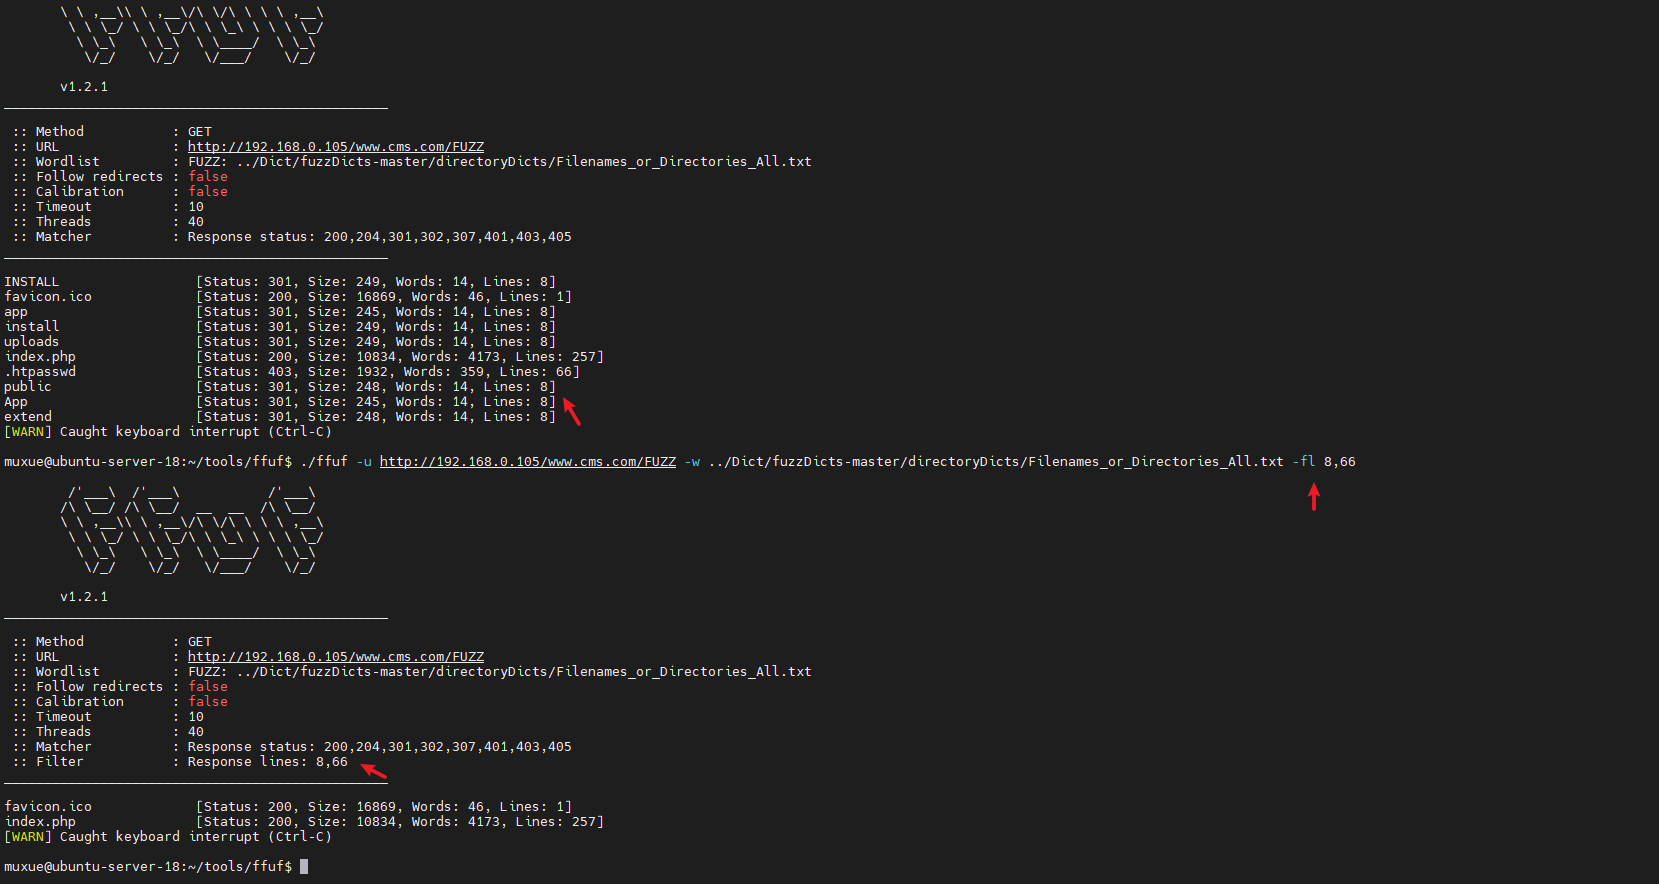 v1.2.1
:: Method : GET
:: URL : http://192.168.0.105/www.cms.com/FUZZ
:: Wordlist : FUZZ: ../Dict/fuzzDicts-master/directoryDicts/Filenames_or_Directories_All.txt
:: Follow redirects : false
:: Calibration : false
:: Timeout : 10
:: Threads : 40
:: Matcher : Response status: 200,204,301,302,307,401,403,405
INSTALL [Status: 301, Size: 249, Words: 14, Lines: 8]
favicon.ico [Status: 200, Size: 16869, Words: 46, Lines: 1]
app [Status: 301, Size: 245, Words: 14, Lines: 8]
install [Status: 301, Size: 249, Words: 14, Lines: 8]
uploads [Status: 301, Size: 249, Words: 14, Lines: 8]
index.php [Status: 200, Size: 10834, Words: 4173, Lines: 257]
.htpasswd [Status: 403, Size: 1932, Words: 359, Lines: 66]
public [Status: 301, Size: 248, Words: 14, Lines: 8]
App [Status: 301, Size: 245, Words: 14, Lines: 8]
extend [Status: 301, Size: 248, Words: 14, Lines: 8]
[WARN] Caught keyboard interrupt (Ctrl-C)
muxue@ubuntu-server-18:~/tools/ffuf$ ./ffuf -u http://192.168.0.105/www.cms.com/FUZZ -w ../Dict/fuzzDicts-master/directoryDicts/Filenames_or_Directories_All.txt -fl 8,66
v1.2.1
:: Method : GET
:: URL : http://192.168.0.105/www.cms.com/FUZZ
:: Wordlist : FUZZ: ../Dict/fuzzDicts-master/directoryDicts/Filenames_or_Directories_All.txt
:: Follow redirects : false
:: Calibration : false
:: Timeout : 10
:: Threads : 40
:: Matcher : Response status: 200,204,301,302,307,401,403,405
:: Filter : Response lines: 8,66
favicon.ico [Status: 200, Size: 16869, Words: 46, Lines: 1]
index.php [Status: 200, Size: 10834, Words: 4173, Lines: 257]
[WARN] Caught keyboard interrupt (Ctrl-C)
muxue@ubuntu-server-18:~/tools/ffuf$